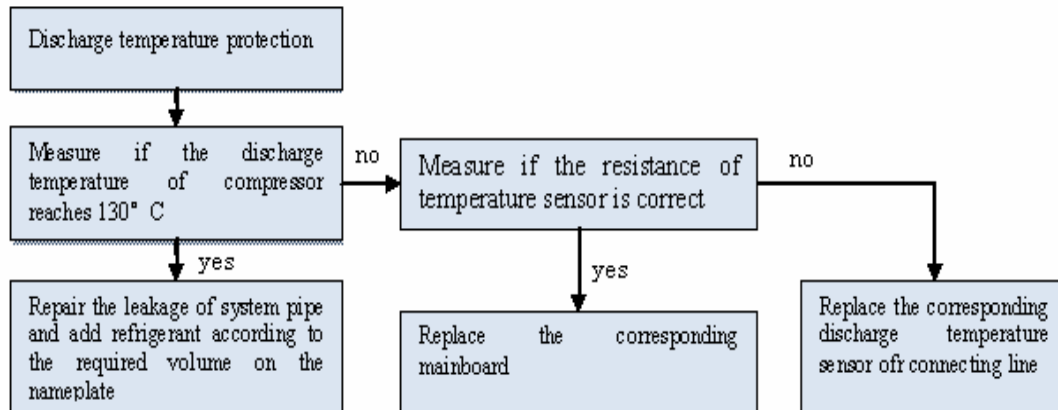 Discharge temperature protection
Measure if the discharge
temperature of compressor
reaches 130° C
no
Measure if the resistance of
temperature sensor is correct
no
yes
Repair the leakage of system pipe
and add refrigerant according to
the required volume on the
nameplate
yes
Replace the corresponding
mainboard
Replace the corresponding
discharge temperature
sensor ofr connecting line